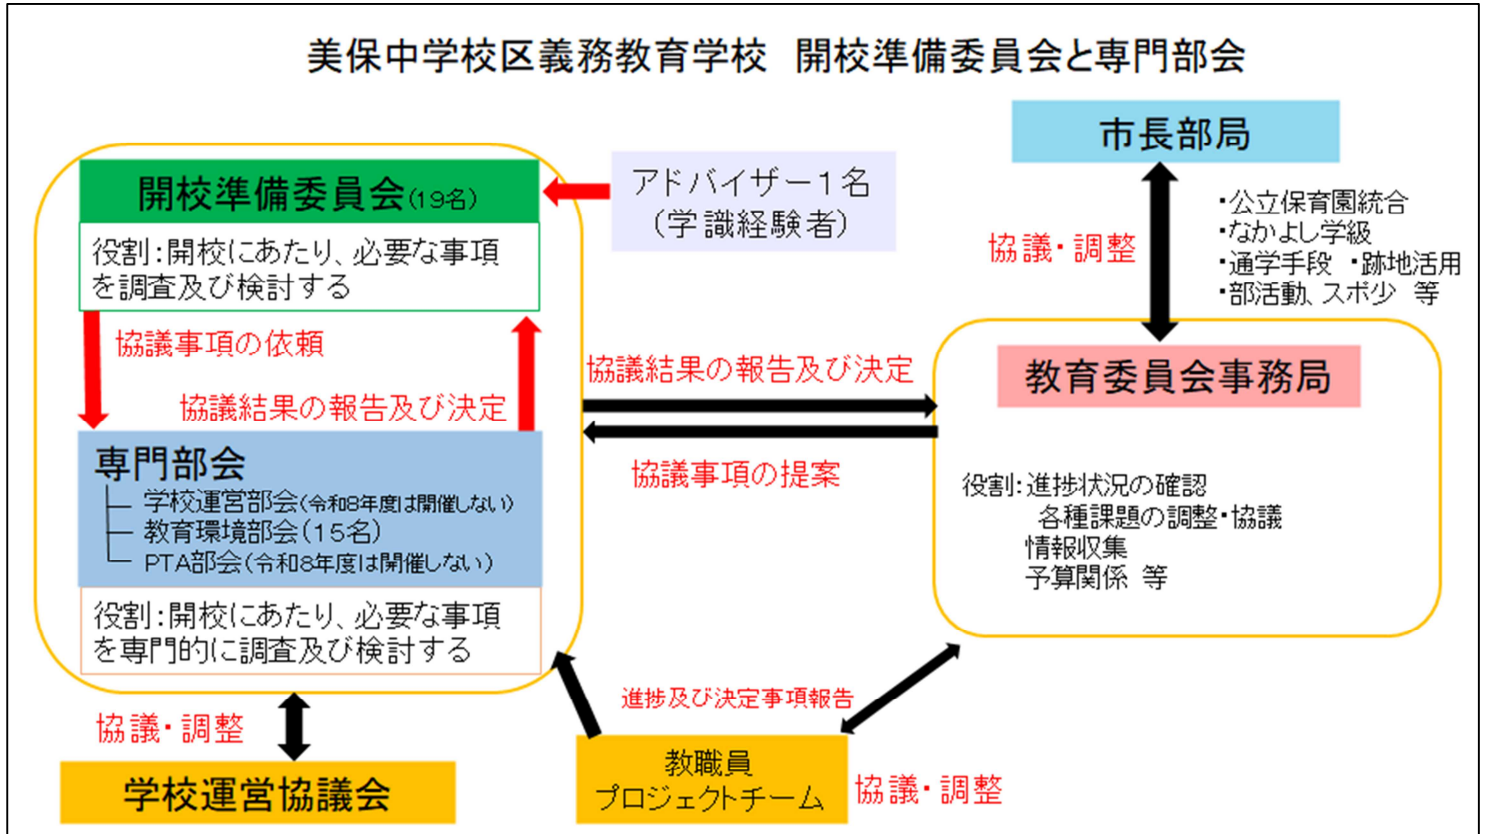 美保中学校区義務教育学校　開校準備委員会と専門部会
市長部局
開校準備委員会(19名)
役割：開校にあたり、必要な事項
を調査及び検討する
アドバイザー1名
（学識経験者）
協議・調整
・公立保育園統合
・なかよし学級
・通学手段　・跡地活用
・部活動、スポ少　等
協議事項の依頼
協議結果の報告及び決定
専門部会
学校運営部会(令和8年度は開催しない)
教育環境部会(15名)
PTA部会(令和8年度は開催しない)
役割：開校にあたり、必要な事項
を専門的に調査及び検討する
協議結果の報告及び決定
協議事項の提案
教育委員会事務局
役割：進捗状況の確認
各種課題の調整・協議
情報収集
予算関係　等
協議・調整
学校運営協議会
進捗及び決定事項報告
教職員
プロジェクトチーム
協議・調整